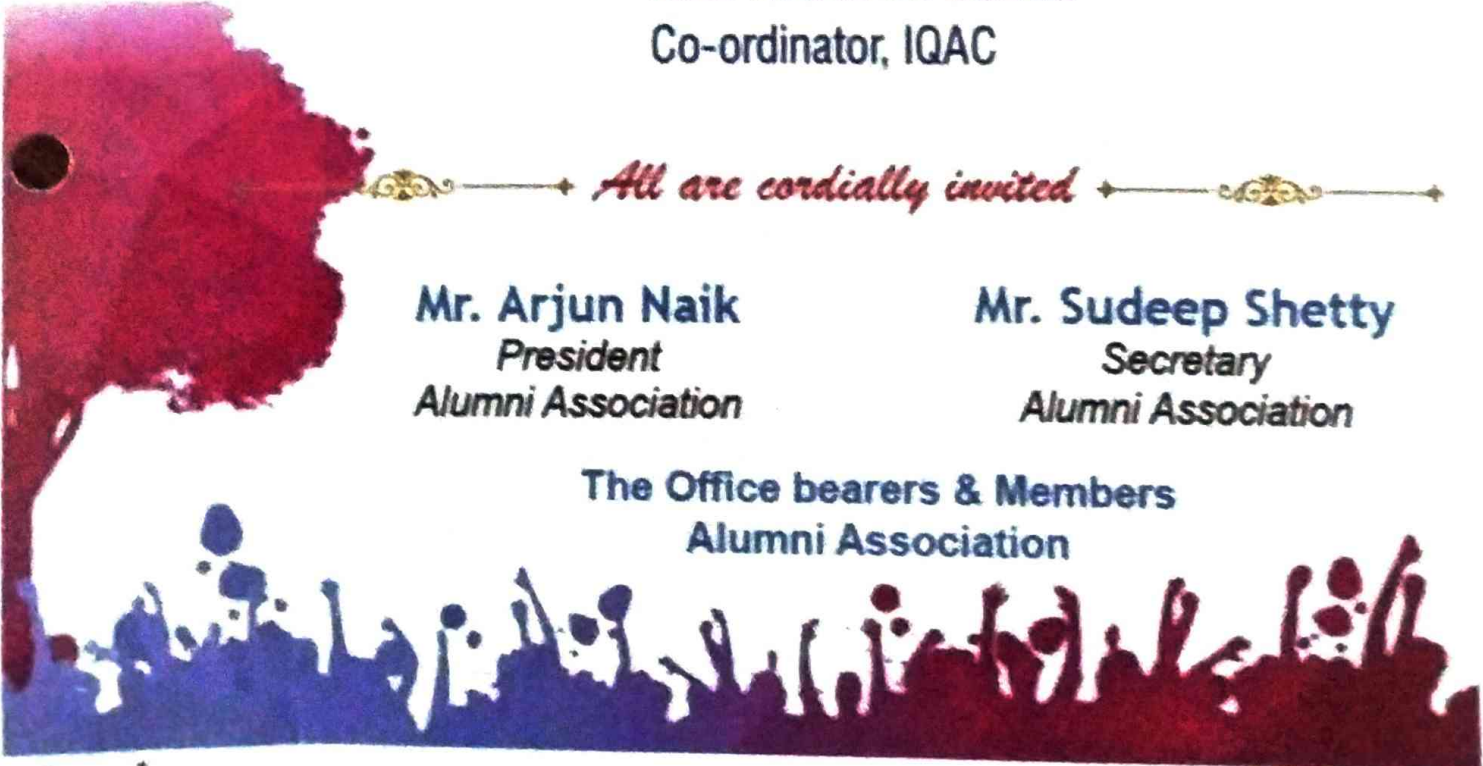 Co-ordinator, IQAC
All are cordially invited
Mr. Arjun Naik
President
Alumni Association
Mr. Sudeep Shetty
Secretary
Alumni Association
The Office bearers & Members
Alumni Association